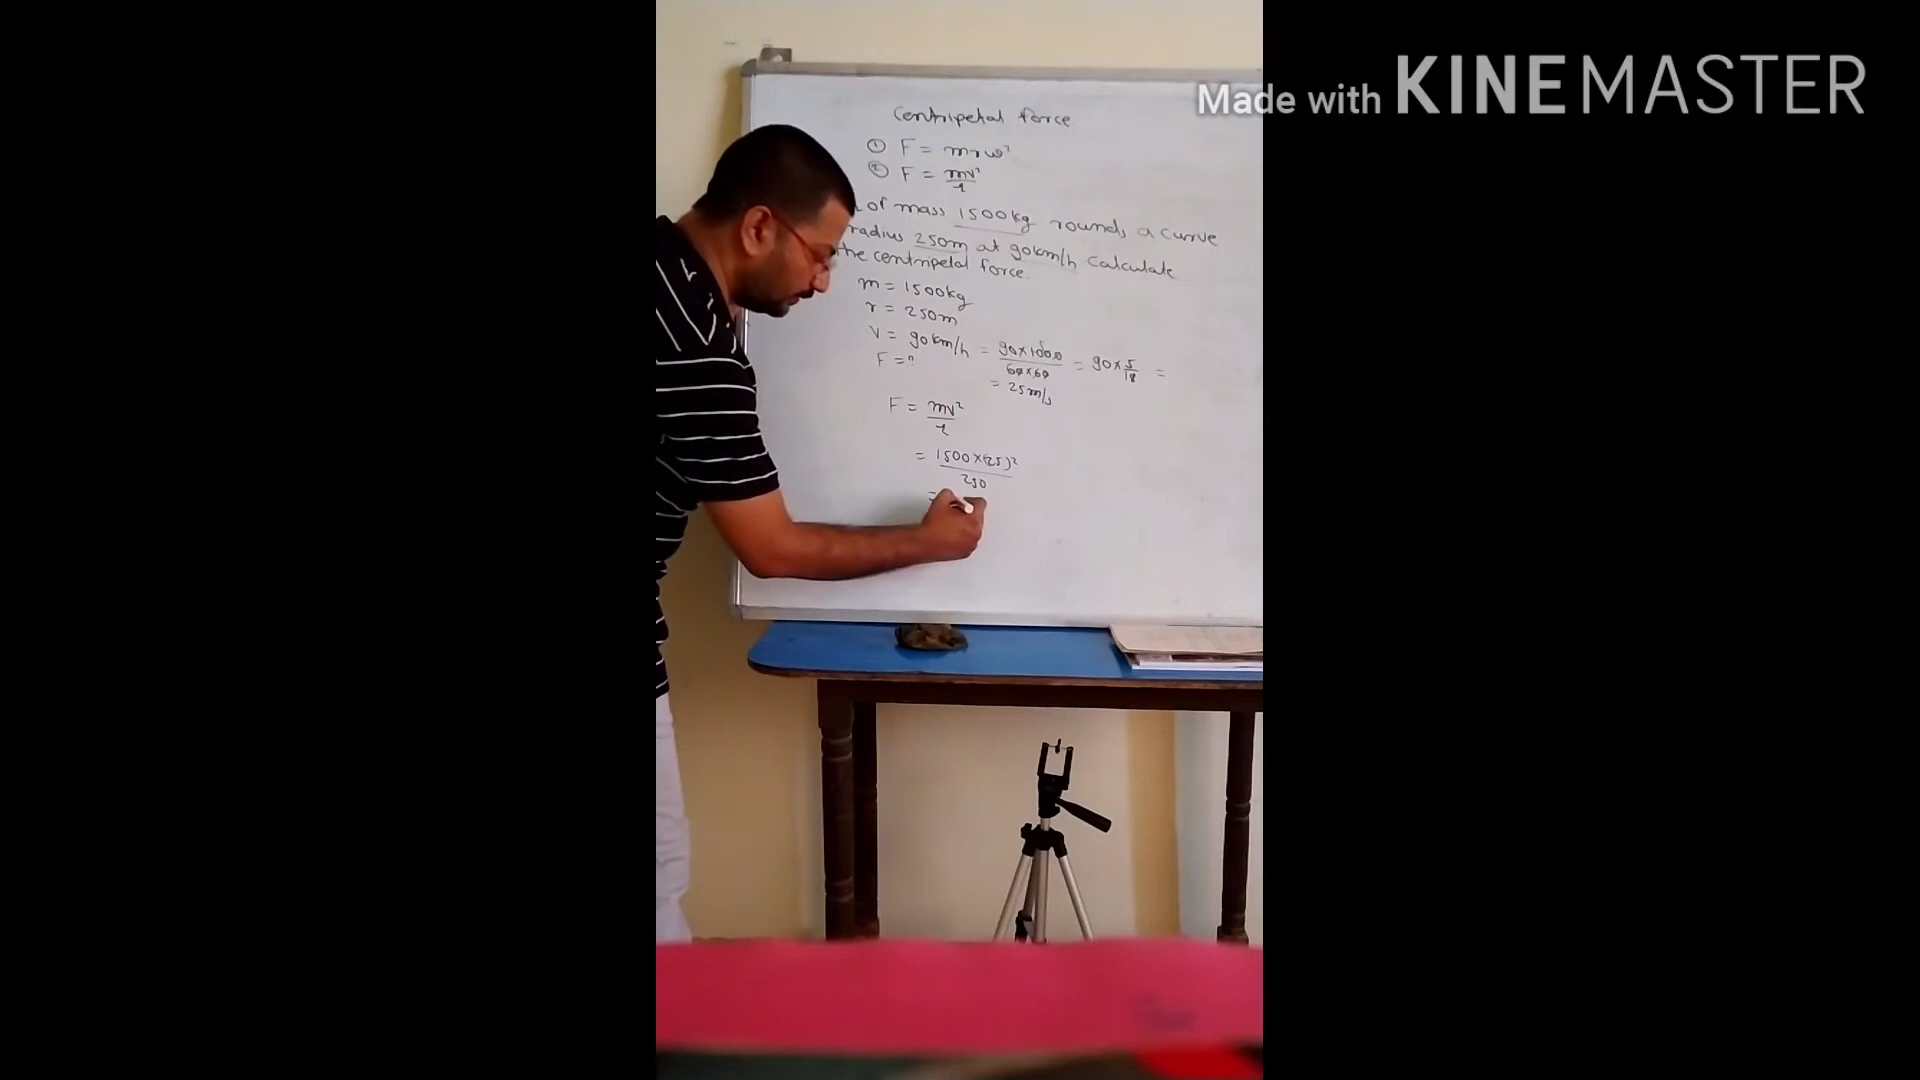 Made with KINEMASTER
Centripetal force
① F = mrω²
② F = mv²/r
of mass 1500kg rounds a curve
radius 250m at 90km/h Calculate
the centripetal force.
m = 1500kg
r = 250m
V = 90km/h = 90×1000/60×60 = 90×5/18 =
F = ?
= 25m/s
F = mv²/r
= 1500×(25)²/250
=